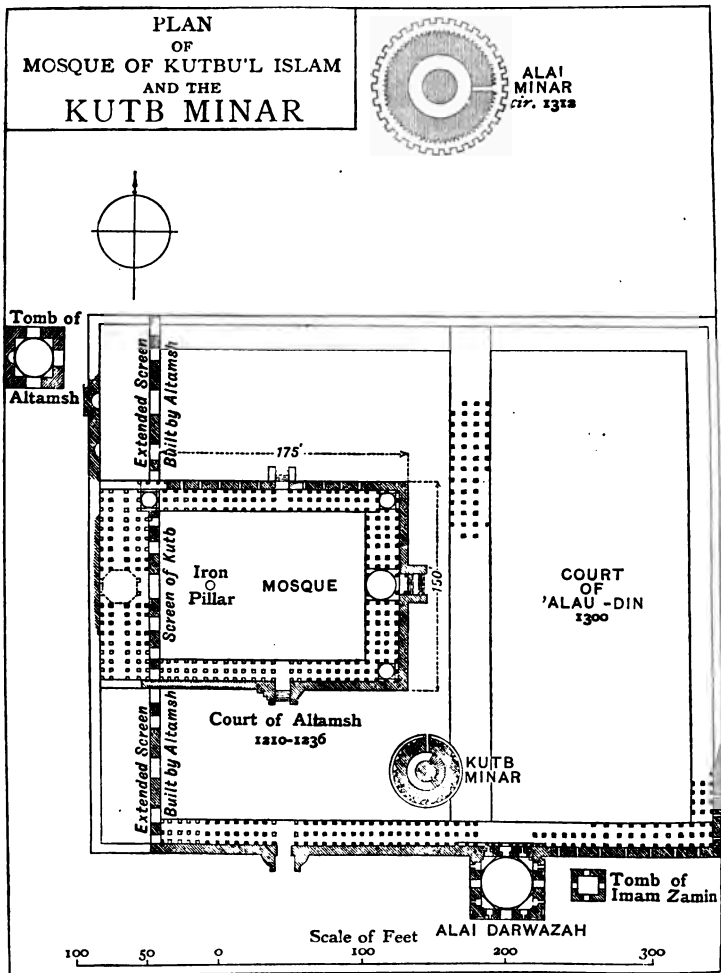 PLAN
OF
MOSQUE OF KUTBU'L ISLAM
AND THE
KUTB MINAR
ALAI
MINAR
cir. 1312
Tomb of
Altamsh
Extended Screen
Built by Altamsh
175'
150'
Screen of Kutb
Iron
Pillar
MOSQUE
COURT
OF
'ALAU-DIN
1300
Court of Altamsh
1210-1236
Extended Screen
Built by Altamsh
KUTB
MINAR
Tomb of
Imam Zamin
ALAI DARWAZAH
Scale of Feet
100 50 0 100 200 300